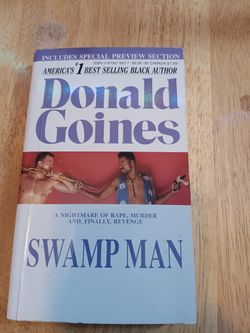 INCLUDES SPECIAL PREVIEW SECTION
AMERICA'S #1 BEST SELLING BLACK AUTHOR
Donald
Goines
A NIGHTMARE OF RAPE, MURDER
AND, FINALLY, REVENGE
SWAMP MAN